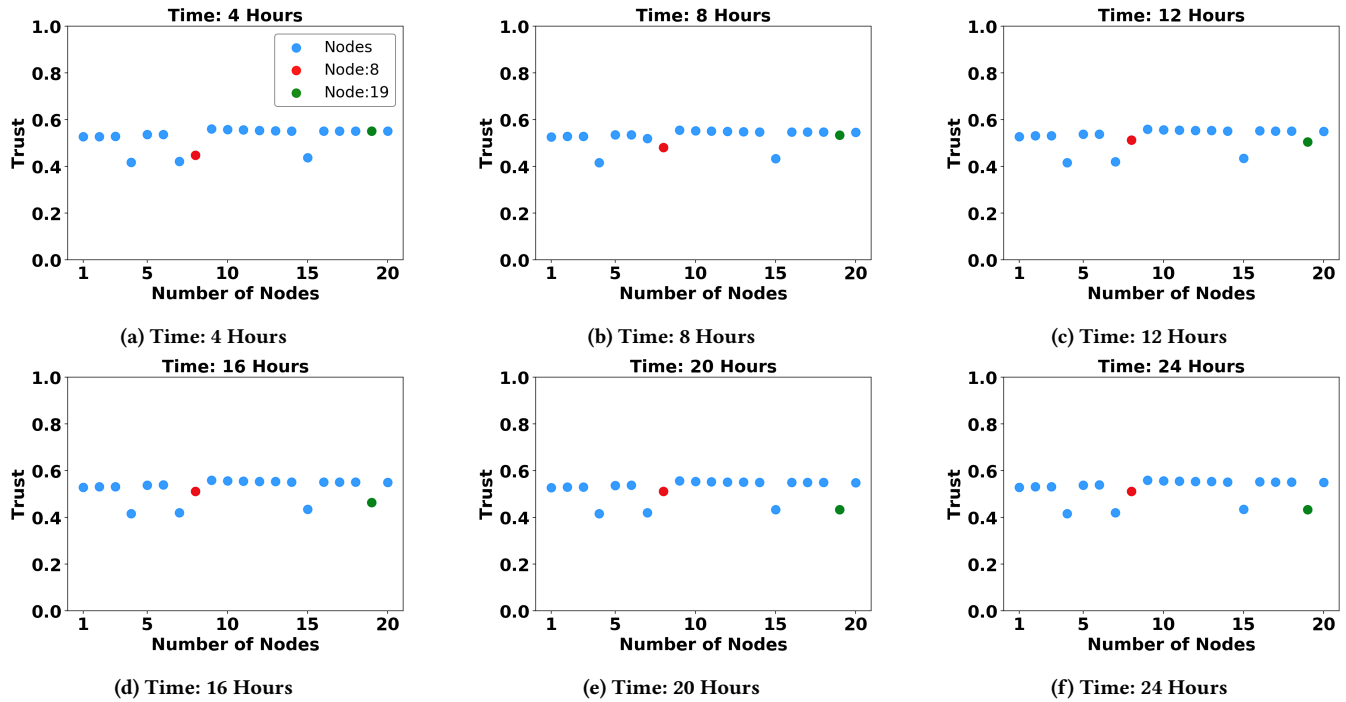 Time: 4 Hours
1.0
0.8
0.6
0.4
0.2
0.0
Trust
Nodes
Node:8
Node:19
1 5 10 15 20
Number of Nodes
(a) Time: 4 Hours
Time: 8 Hours
1.0
0.8
0.6
0.4
0.2
0.0
Trust
1 5 10 15 20
Number of Nodes
(b) Time: 8 Hours
Time: 12 Hours
1.0
0.8
0.6
0.4
0.2
0.0
Trust
1 5 10 15 20
Number of Nodes
(c) Time: 12 Hours
Time: 16 Hours
1.0
0.8
0.6
0.4
0.2
0.0
Trust
1 5 10 15 20
Number of Nodes
(d) Time: 16 Hours
Time: 20 Hours
1.0
0.8
0.6
0.4
0.2
0.0
Trust
1 5 10 15 20
Number of Nodes
(e) Time: 20 Hours
Time: 24 Hours
1.0
0.8
0.6
0.4
0.2
0.0
Trust
1 5 10 15 20
Number of Nodes
(f) Time: 24 Hours